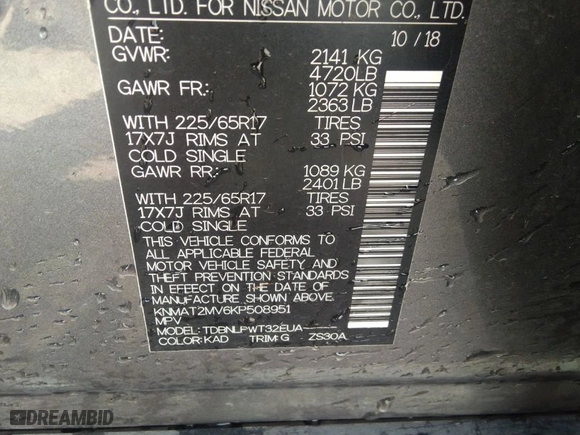 CO., LTD. FOR NISSAN MOTOR CO., LTD.
DATE: 10 / 18
GVWR: 2141 KG
4720LB
GAWR FR: 1072 KG
2363 LB
WITH 225/65R17 TIRES
17X7J RIMS AT 33 PSI
COLD SINGLE
GAWR RR: 1089 KG
2401 LB
WITH 225/65R17 TIRES
17X7J RIMS AT 33 PSI
COLD SINGLE
THIS VEHICLE CONFORMS TO
ALL APPLICABLE FEDERAL
MOTOR VEHICLE SAFETY AND
THEFT PREVENTION STANDARDS
IN EFFECT ON THE DATE OF
MANUFACTURE SHOWN ABOVE.
KNMAT2MV6KP508951
MPV
MODEL: TDBNLPWT32EUA-----
COLOR: KAD TRIM: G ZS30A
DREAMBID